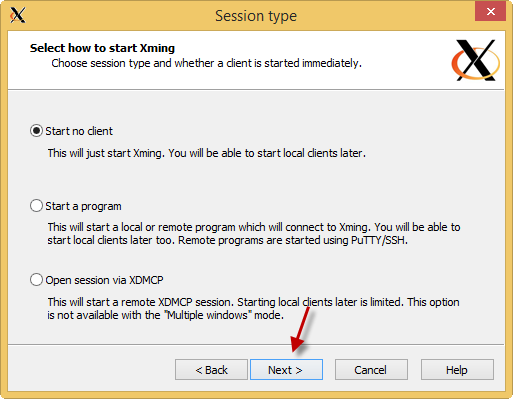 Session type
Select how to start Xming
Choose session type and whether a client is started immediately.
Start no client
This will just start Xming. You will be able to start local clients later.
Start a program
This will start a local or remote program which will connect to Xming. You will be able to
start local clients later too. Remote programs are started using PuTTY/SSH.
Open session via XDMCP
This will start a remote XDMCP session. Starting local clients later is limited. This option
is not available with the "Multiple windows" mode.
< Back
Next >
Cancel
Help